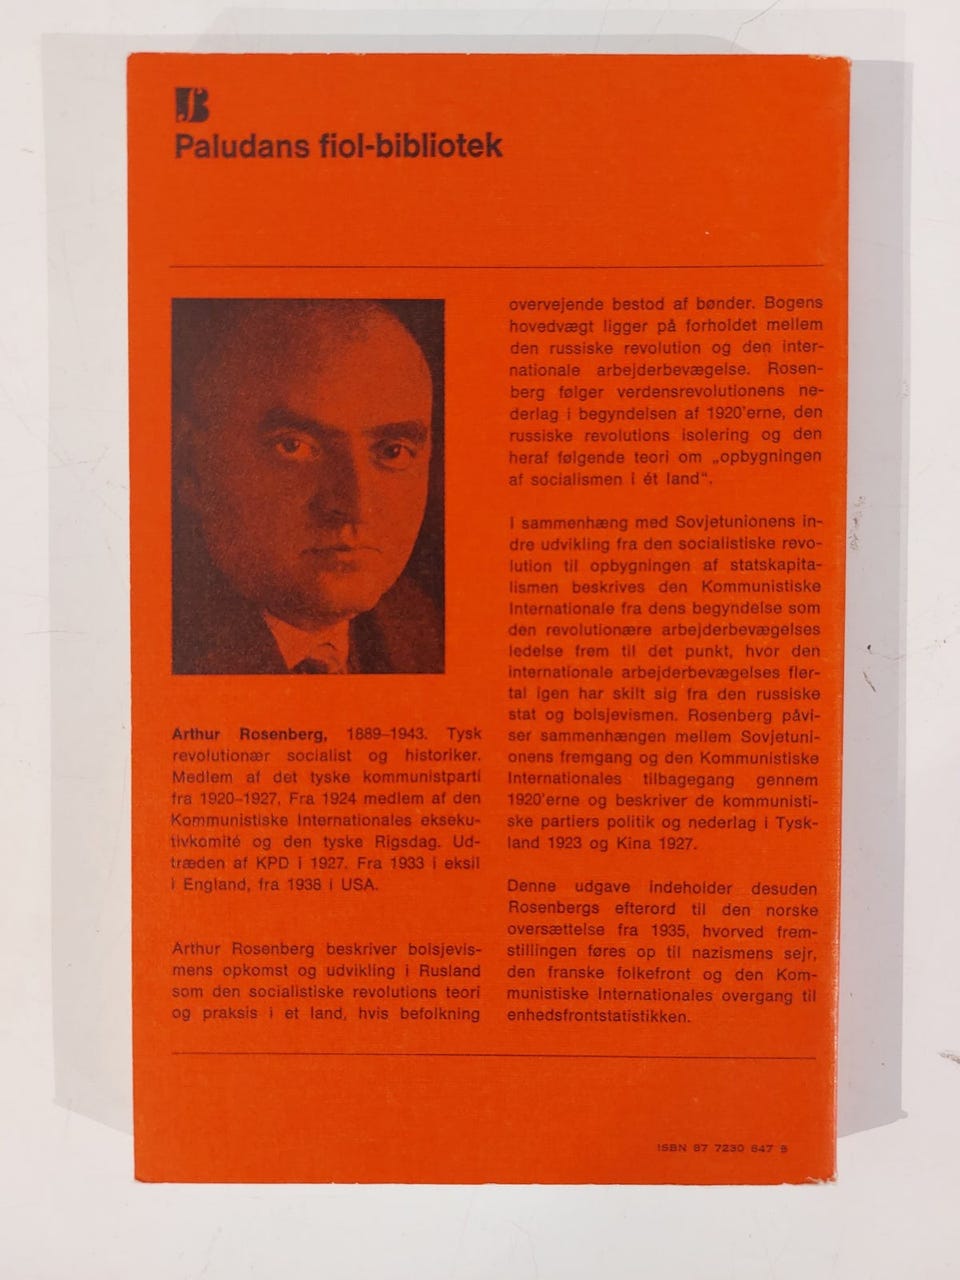 fB
Paludans fiol-bibliotek
Arthur Rosenberg, 1889–1943. Tysk
revolutionær socialist og historiker.
Medlem af det tyske kommunistparti
fra 1920–1927. Fra 1924 medlem af den
Kommunistiske Internationales ekseku-
tivkomité og den tyske Rigsdag. Ud-
træden af KPD i 1927. Fra 1933 i eksil
i England, fra 1938 i USA.
Arthur Rosenberg beskriver bolsjevis-
mens opkomst og udvikling i Rusland
som den socialistiske revolutions teori
og praksis i et land, hvis befolkning
overvejende bestod af bønder. Bogens
hovedvægt ligger på forholdet mellem
den russiske revolution og den inter-
nationale arbejderbevægelse. Rosen-
berg følger verdensrevolutionens ne-
derlag i begyndelsen af 1920'erne, den
russiske revolutions isolering og den
heraf følgende teori om „opbygningen
af socialismen i ét land“.
I sammenhæng med Sovjetunionens in-
dre udvikling fra den socialistiske revo-
lution til opbygningen af statskapita-
lismen beskrives den Kommunistiske
Internationale fra dens begyndelse som
den revolutionære arbejderbevægelses
ledelse frem til det punkt, hvor den
internationale arbejderbevægelses fler-
tal igen har skilt sig fra den russiske
stat og bolsjevismen. Rosenberg påvi-
ser sammenhængen mellem Sovjetuni-
onens fremgang og den Kommunistiske
Internationales tilbagegang gennem
1920'erne og beskriver de kommunisti-
ske partiers politik og nederlag i Tysk-
land 1923 og Kina 1927.
Denne udgave indeholder desuden
Rosenbergs efterord til den norske
oversættelse fra 1935, hvorved frem-
stillingen føres op til nazismens sejr,
den franske folkefront og den Kom-
munistiske Internationales overgang til
enhedsfrontstatistikken.
ISBN 87 7230 647 8